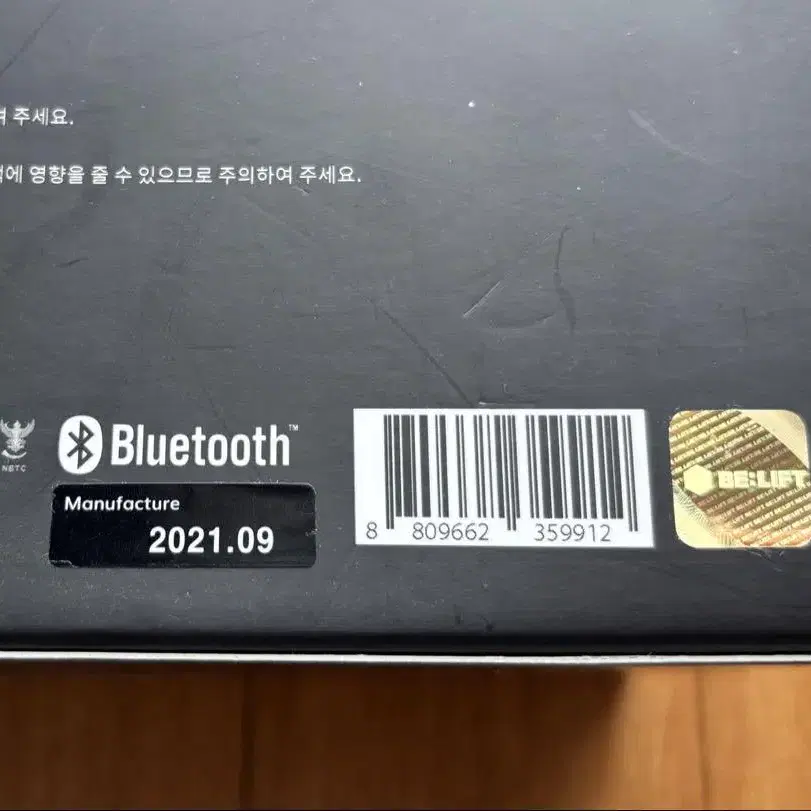 여 주세요.
에 영향을 줄 수 있으므로 주의하여 주세요.
NBTC
Bluetooth™
Manufacture
2021.09
8 809662 359912
BE:LIFT